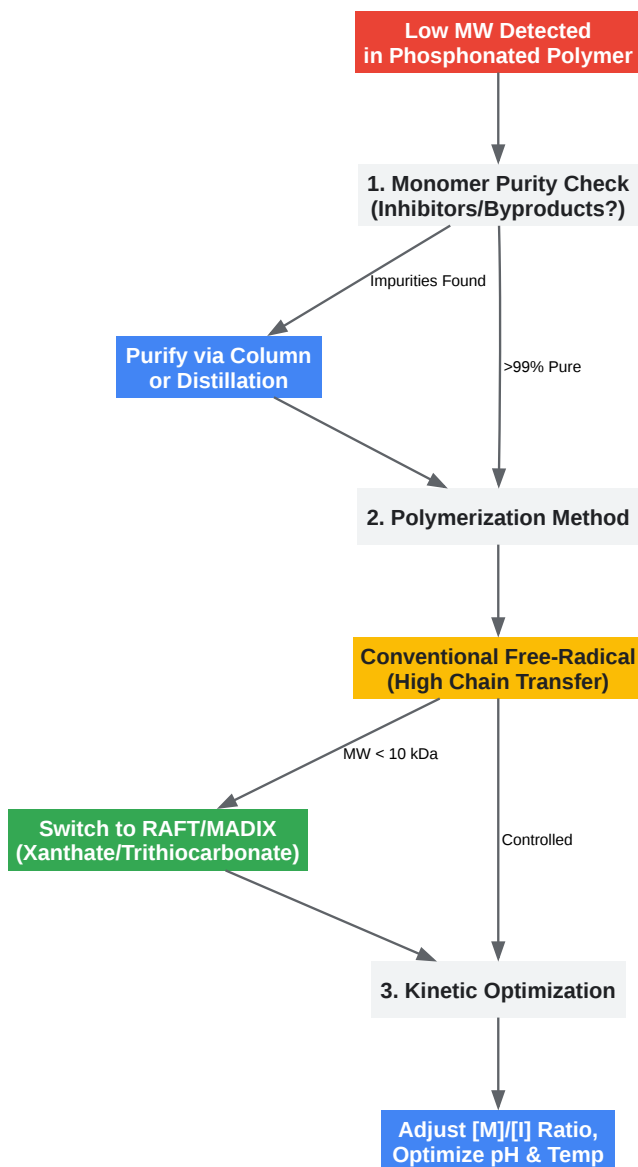 Low MW Detected
in Phosphonated Polymer
1. Monomer Purity Check
(Inhibitors/Byproducts?)
Impurities Found
Purify via Column
or Distillation
>99% Pure
2. Polymerization Method
Conventional Free-Radical
(High Chain Transfer)
MW < 10 kDa
Switch to RAFT/MADIX
(Xanthate/Trithiocarbonate)
Controlled
3. Kinetic Optimization
Adjust [M]/[I] Ratio,
Optimize pH & Temp